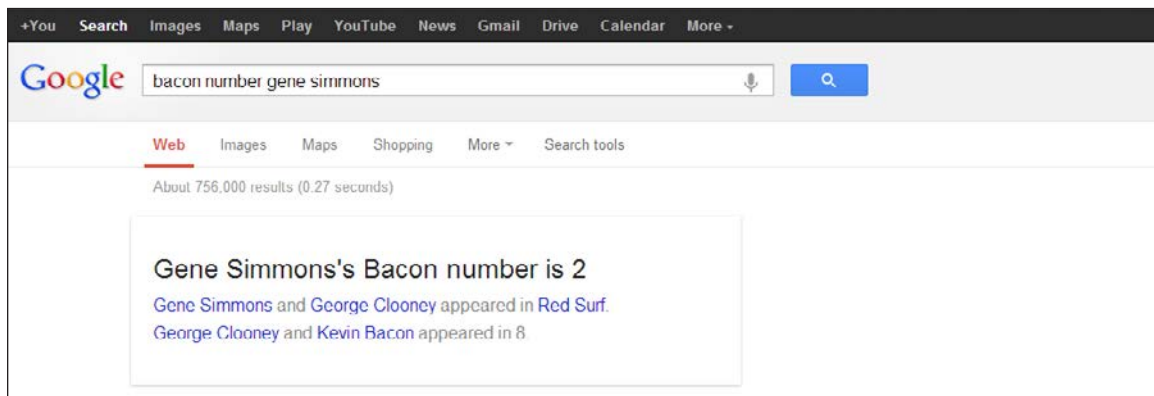 +You Search Images Maps Play YouTube News Gmail Drive Calendar More
Google bacon number gene simmons
Web Images Maps Shopping More Search tools
About 756,000 results (0.27 seconds)
Gene Simmons's Bacon number is 2
Gene Simmons and George Clooney appeared in Red Surf.
George Clooney and Kevin Bacon appeared in 8.